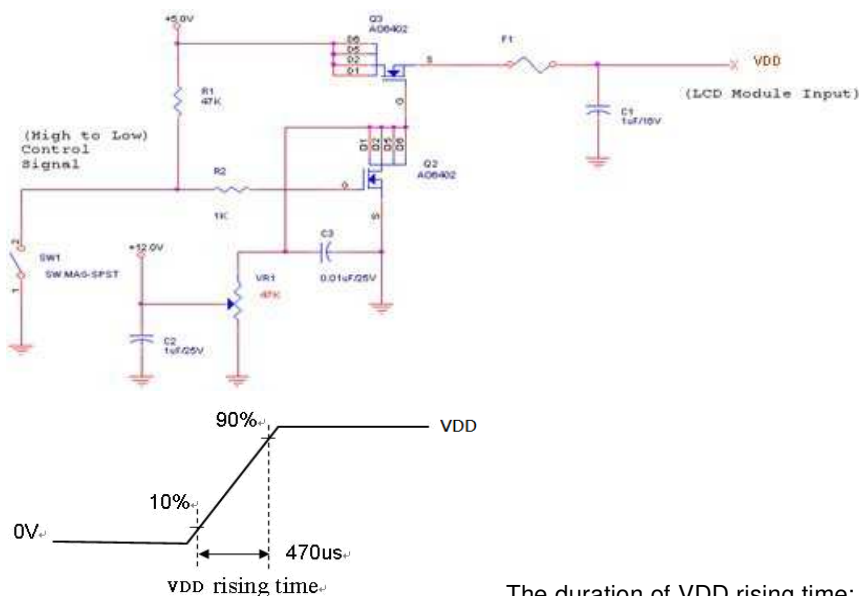 +5.0V
Q3
AO6402
D6
D5
D2
D1
S
G
F1
VDD
(LCD Module Input)
R1
47K
C1
1uF/16V
(High to Low)
Control
Signal
D1
D2
D5
D6
Q2
AO6402
R2
G
1K
S
C3
0.01uF/25V
2
SW1
SW MAG-SPST
1
+12.0V
VR1
47K
C2
1uF/25V
90%
VDD
10%
0V
470us
VDD rising time
The duration of VDD rising time: